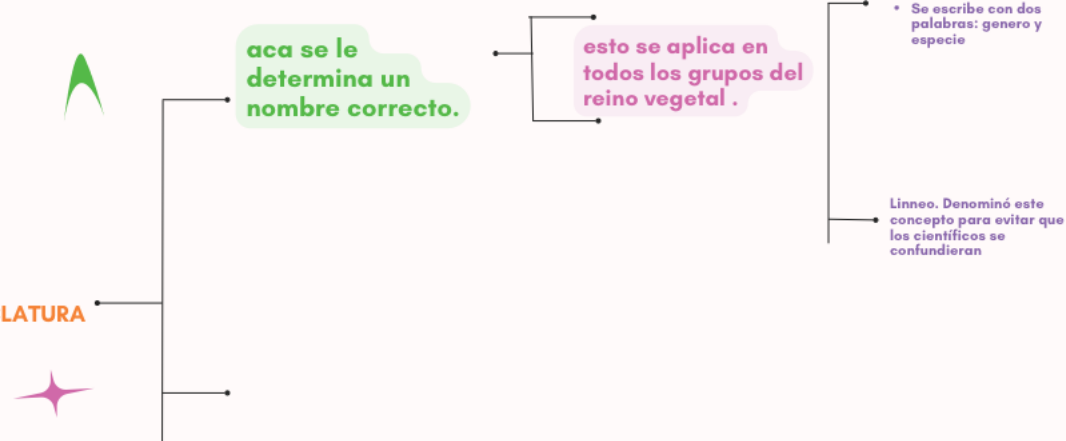 aca se le
determina un
nombre correcto.
esto se aplica en
todos los grupos del
reino vegetal .
• Se escribe con dos
palabras: genero y
especie
Linneo. Denominó este
concepto para evitar que
los científicos se
confundieran
LATURA